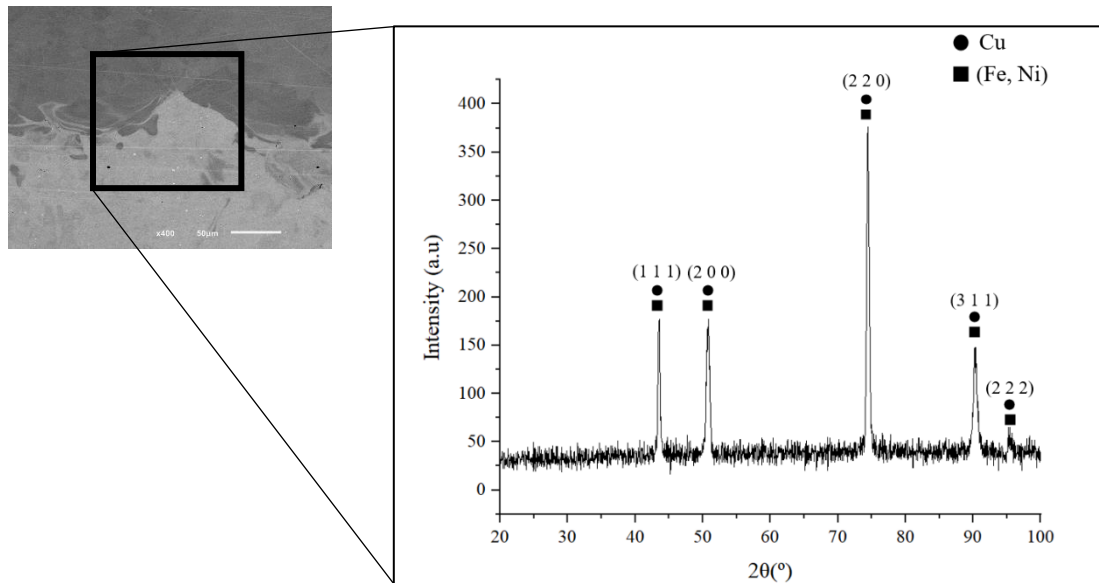 x400 50µm
● Cu
■ (Fe, Ni)
(2 2 0)
(1 1 1)
(2 0 0)
(3 1 1)
(2 2 2)
Intensity (a.u)
400
350
300
250
200
150
100
50
0
20 30 40 50 60 70 80 90 100
2θ(º)